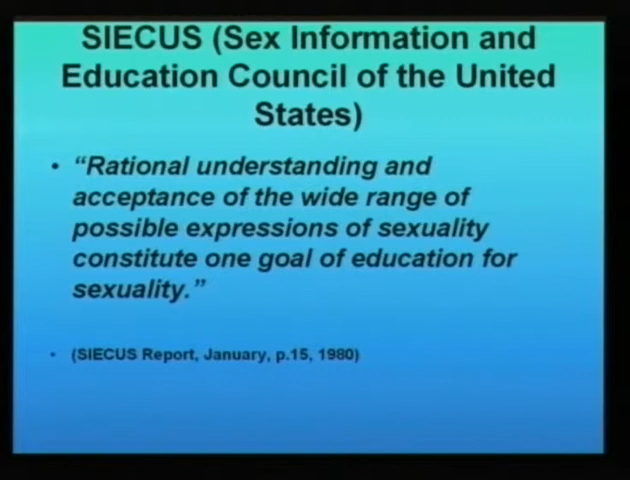 SIECUS (Sex Information and
Education Council of the United
States)
• “Rational understanding and
acceptance of the wide range of
possible expressions of sexuality
constitute one goal of education for
sexuality.”
• (SIECUS Report, January, p.15, 1980)